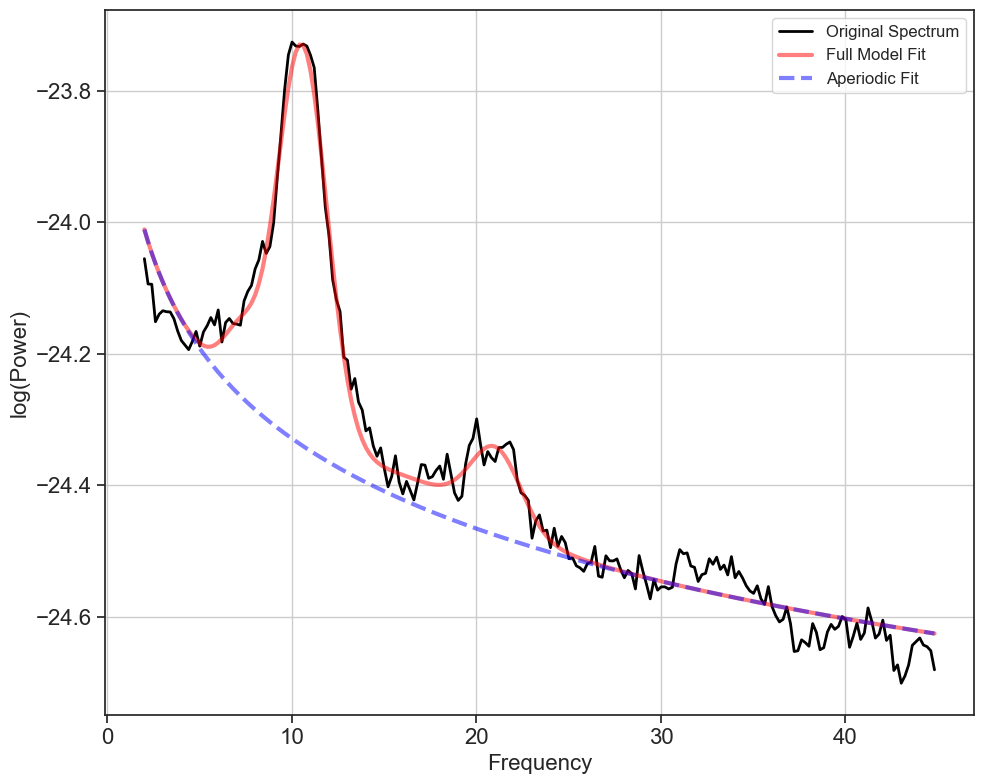 Original Spectrum
Full Model Fit
Aperiodic Fit
−23.8
−24.0
−24.2
−24.4
−24.6
log(Power)
0 10 20 30 40
Frequency